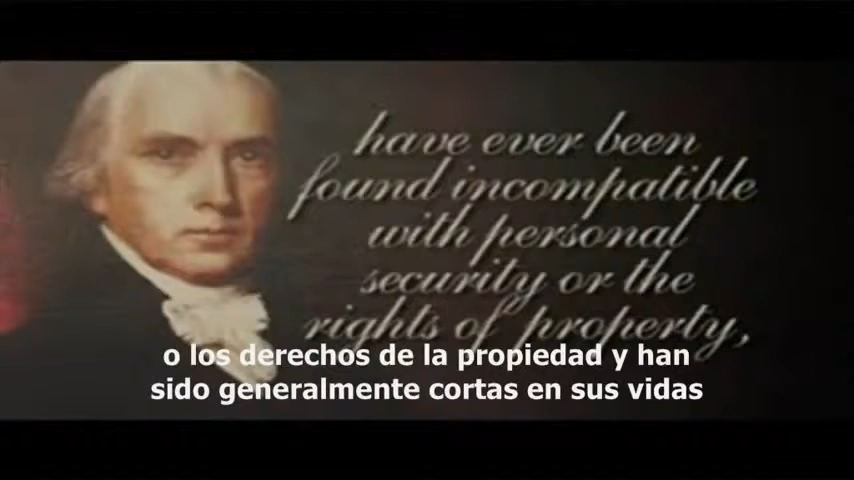 have ever been
found incompatible
with personal
security or the
rights of property,
o los derechos de la propiedad y han
sido generalmente cortas en sus vidas